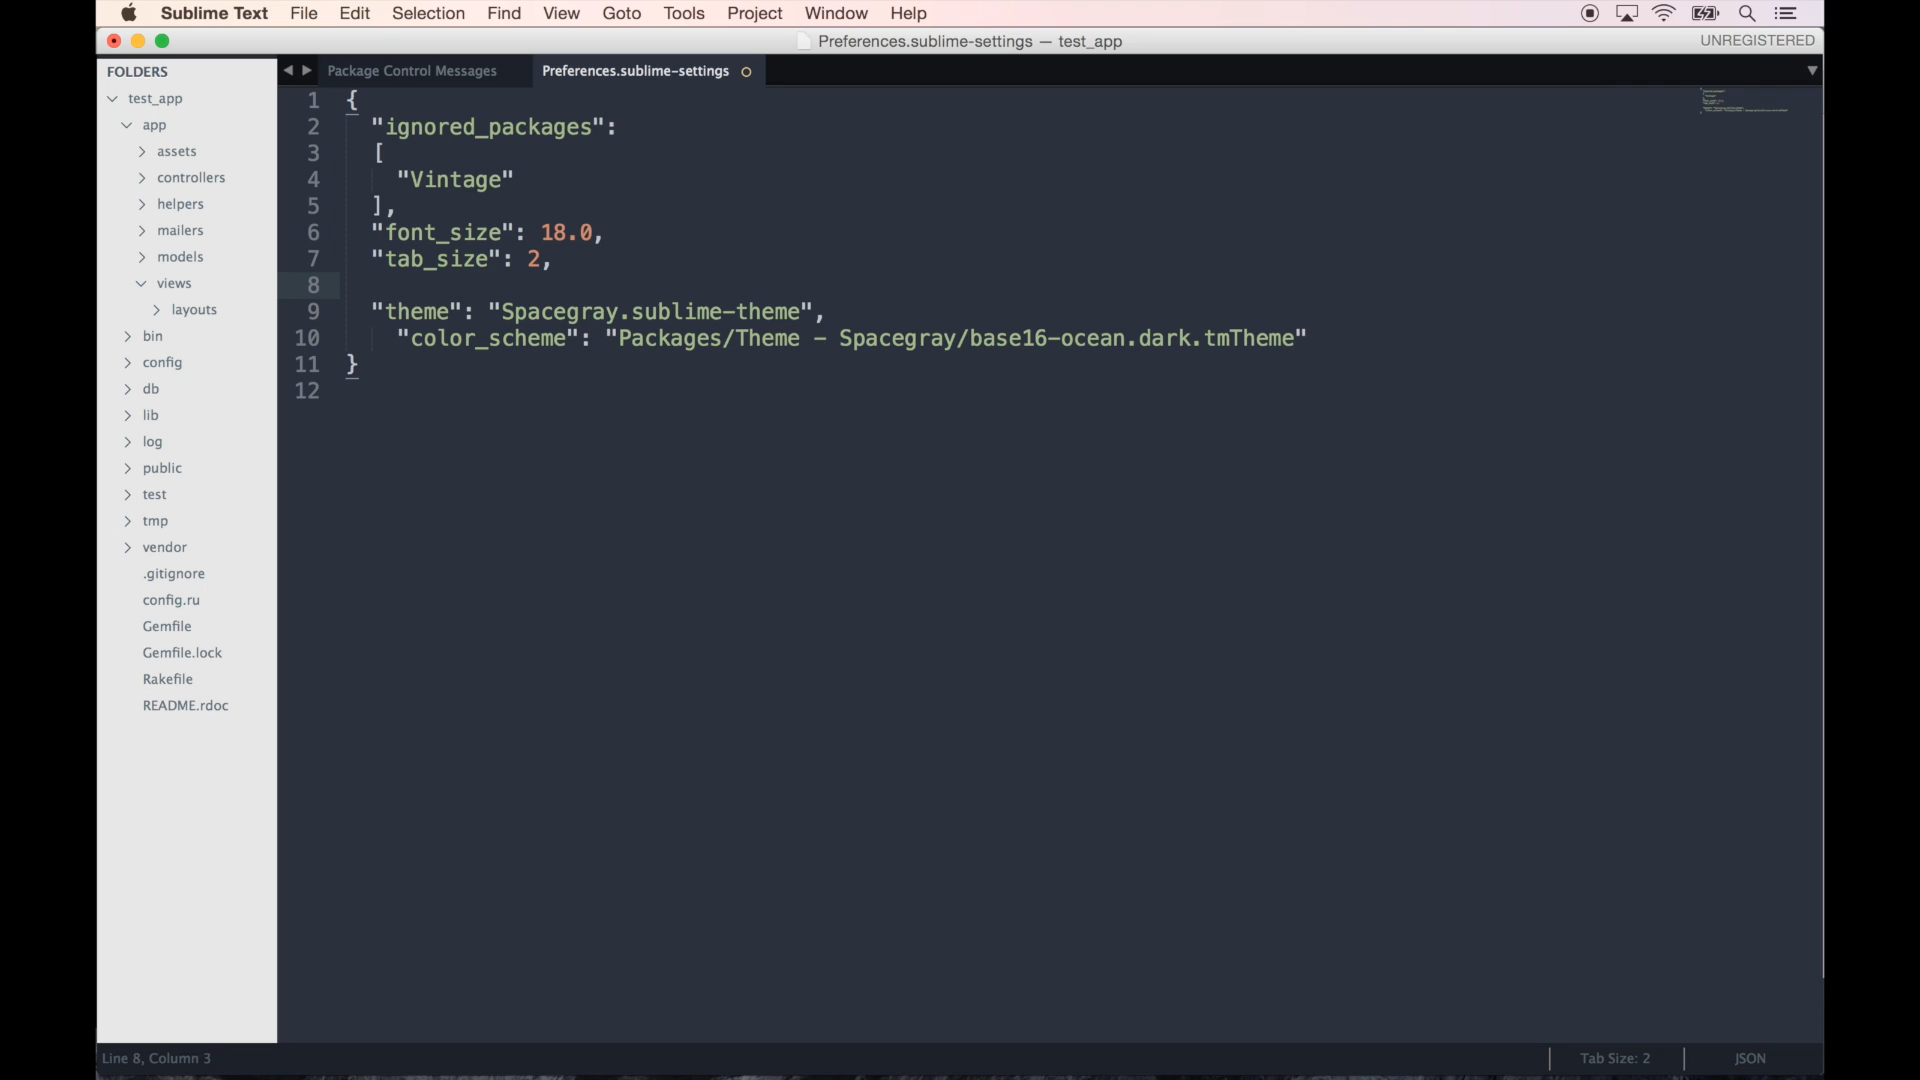 Sublime Text File Edit Selection Find View Goto Tools Project Window Help
Preferences.sublime-settings — test_app
UNREGISTERED
FOLDERS
test_app
app
assets
controllers
helpers
mailers
models
views
layouts
bin
config
db
lib
log
public
test
tmp
vendor
.gitignore
config.ru
Gemfile
Gemfile.lock
Rakefile
README.rdoc
Package Control Messages Preferences.sublime-settings
1 {
2 "ignored_packages":
3 [
4 "Vintage"
5 ],
6 "font_size": 18.0,
7 "tab_size": 2,
8
9 "theme": "Spacegray.sublime-theme",
10 "color_scheme": "Packages/Theme - Spacegray/base16-ocean.dark.tmTheme"
11 }
12
Line 8, Column 3
Tab Size: 2
JSON